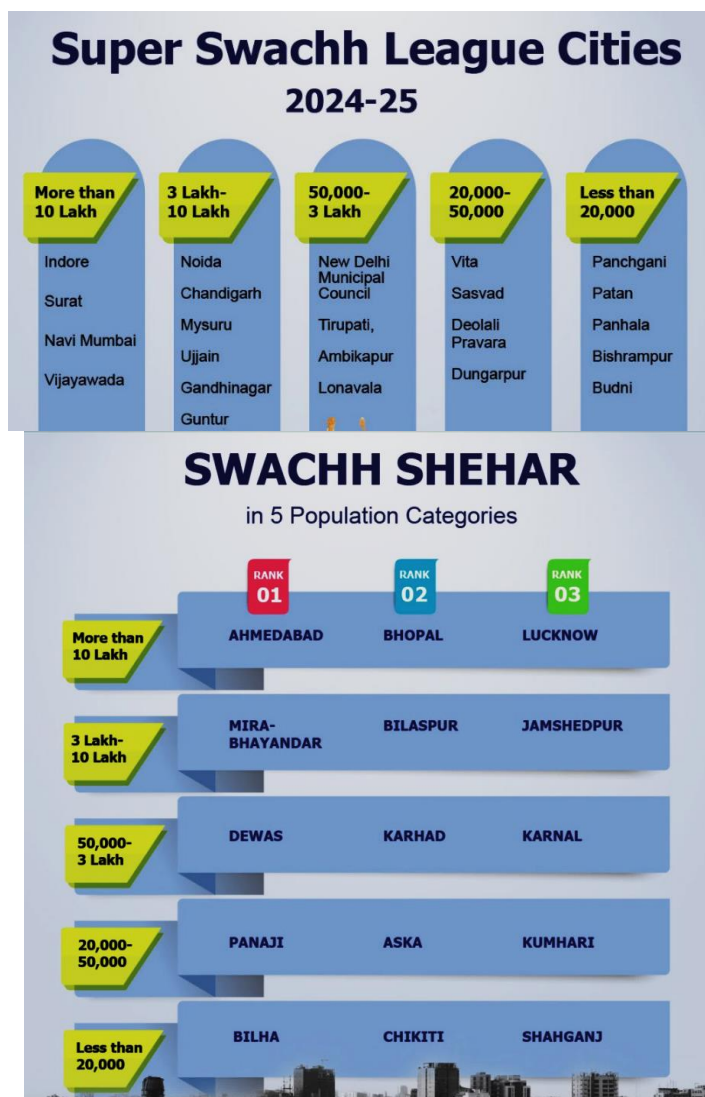 Super Swachh League Cities
2024-25
More than
10 Lakh
Indore
Surat
Navi Mumbai
Vijayawada
3 Lakh-
10 Lakh
Noida
Chandigarh
Mysuru
Ujjain
Gandhinagar
Guntur
50,000-
3 Lakh
New Delhi
Municipal
Council
Tirupati,
Ambikapur
Lonavala
20,000-
50,000
Vita
Sasvad
Deolali
Pravara
Dungarpur
Less than
20,000
Panchgani
Patan
Panhala
Bishrampur
Budni
SWACHH SHEHAR
in 5 Population Categories
RANK
01
RANK
02
RANK
03
More than
10 Lakh
AHMEDABAD
BHOPAL
LUCKNOW
3 Lakh-
10 Lakh
MIRA-
BHAYANDAR
BILASPUR
JAMSHEDPUR
50,000-
3 Lakh
DEWAS
KARHAD
KARNAL
20,000-
50,000
PANAJI
ASKA
KUMHARI
Less than
20,000
BILHA
CHIKITI
SHAHGANJ